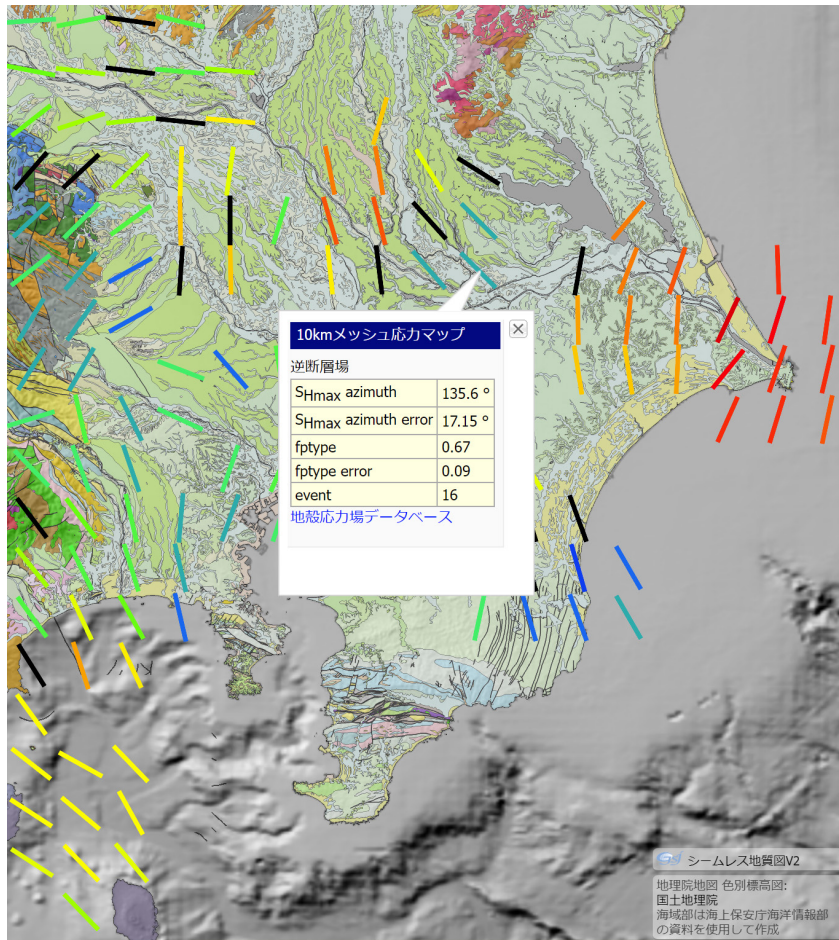 10kmメッシュ応力マップ
逆断層場
SHmax azimuth 135.6 °
SHmax azimuth error 17.15 °
fptype 0.67
fptype error 0.09
event 16
地殻応力場データベース
シームレス地質図V2
地理院地図 色別標高図:
国土地理院
海域部は海上保安庁海洋情報部
の資料を使用して作成